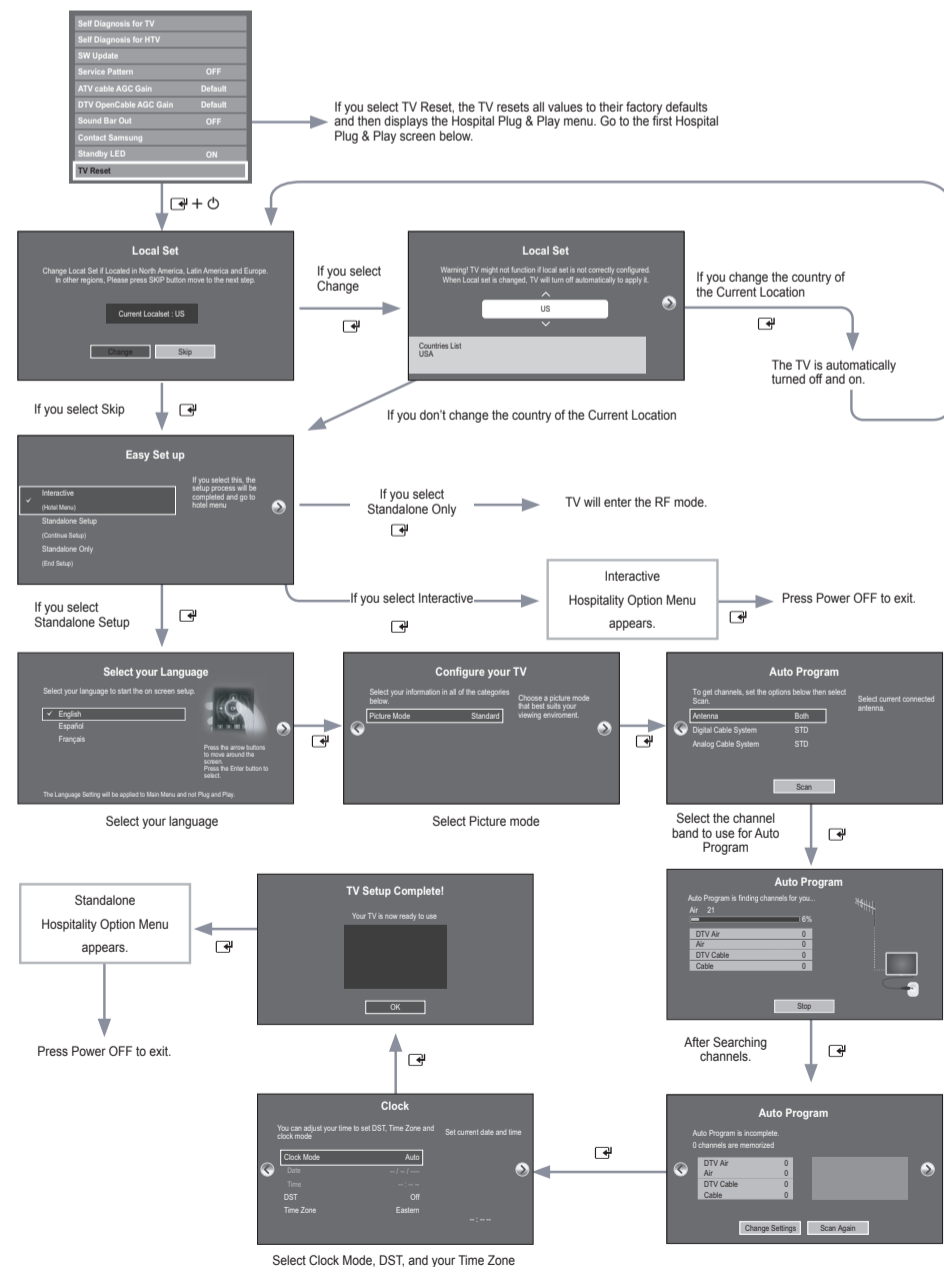 Self Diagnosis for TV
Self Diagnosis for HTV
SW Update
Service Pattern OFF
ATV cable AGC Gain Default
DTV OpenCable AGC Gain Default
Sound Bar Out OFF
Contact Samsung
Standby LED ON
TV Reset
If you select TV Reset, the TV resets all values to their factory defaults
and then displays the Hospital Plug & Play menu. Go to the first Hospital
Plug & Play screen below.
+
Local Set
Change Local Set if Located in North America, Latin America and Europe.
In other regions, Please press SKIP button move to the next step.
Current Localset : US
Change Skip
If you select
Change
Local Set
Warning! TV might not function if local set is not correctly configured.
When Local set is changed, TV will turn off automatically to apply it.
US
Countries List
USA
If you change the country of
the Current Location
The TV is automatically
turned off and on.
If you select Skip
If you don't change the country of the Current Location
Easy Set up
Interactive
(Hotel Menu)
Standalone Setup
(Continue Setup)
Standalone Only
(End Setup)
If you select this, the
setup process will be
completed and go to
hotel menu
If you select
Standalone Only
TV will enter the RF mode.
If you select Interactive
Interactive
Hospitality Option Menu
appears.
Press Power OFF to exit.
If you select
Standalone Setup
Select your Language
Select your language to start the on screen setup.
English
Español
Français
Press the arrow buttons
to move around the
screen.
Press the Enter button to
select.
The Language Setting will be applied to Main Menu and not Plug and Play.
Select your language
Configure your TV
Select your information in all of the categories
below.
Picture Mode Standard
Choose a picture mode
that best suits your
viewing enviroment.
Select Picture mode
Auto Program
To get channels, set the options below then select
Scan.
Antenna Both
Digital Cable System STD
Analog Cable System STD
Select current connected
antenna.
Scan
Select the channel
band to use for Auto
Program
Auto Program
Auto Program is finding channels for you...
Air 21
6%
DTV Air 0
Air 0
DTV Cable 0
Cable 0
Stop
After Searching
channels.
Auto Program
Auto Program is incomplete.
0 channels are memorized
DTV Air 0
Air 0
DTV Cable 0
Cable 0
Change Settings Scan Again
Clock
You can adjust your time to set DST, Time Zone and
clock mode
Clock Mode Auto
Date -- / -- / ----
Time -- : -- --
DST Off
Time Zone Eastern
Set current date and time
-- : -- --
Select Clock Mode, DST, and your Time Zone
TV Setup Complete!
Your TV is now ready to use
OK
Standalone
Hospitality Option Menu
appears.
Press Power OFF to exit.